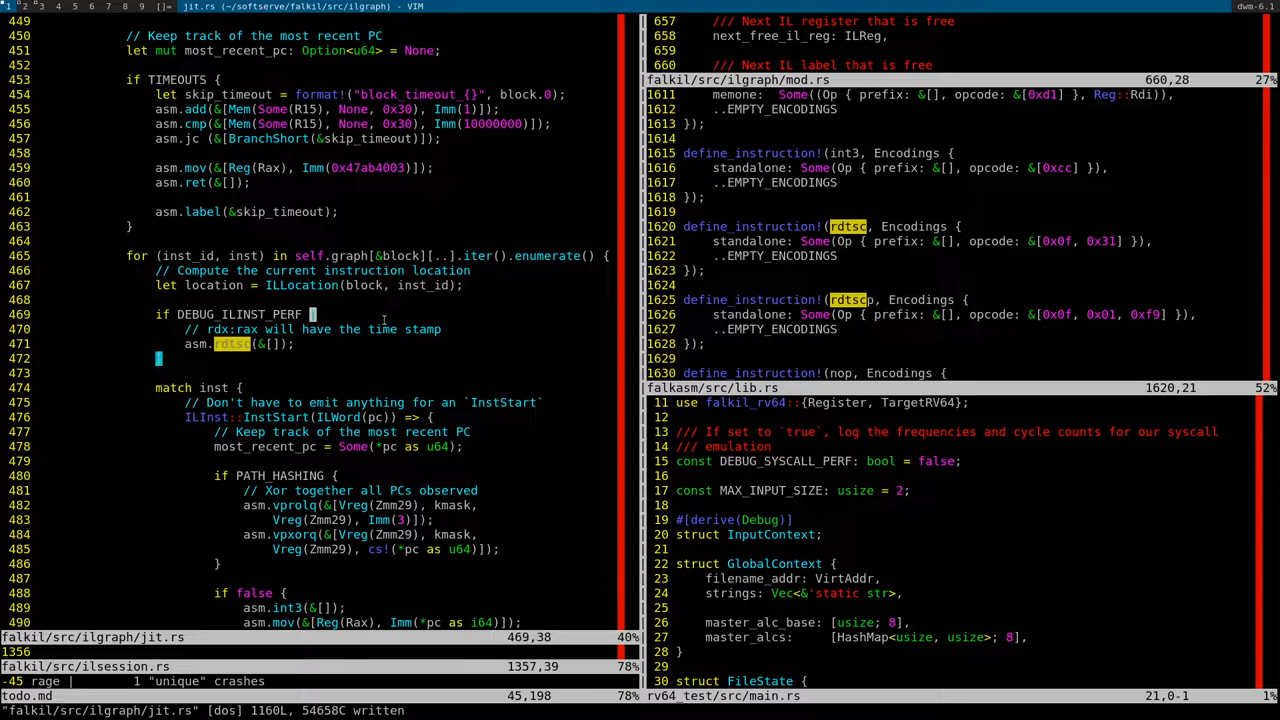 1 2 3 4 5 6 7 8 9 []= jit.rs (~/softserve/falkil/src/ilgraph) - VIM dwm-6.1
449
450 // Keep track of the most recent PC
451 let mut most_recent_pc: Option<u64> = None;
452
453 if TIMEOUTS {
454 let skip_timeout = format!("block_timeout_{}", block.0);
455 asm.add(&[Mem(Some(R15), None, 0x30), Imm(1)]);
456 asm.cmp(&[Mem(Some(R15), None, 0x30), Imm(10000000)]);
457 asm.jc (&[BranchShort(&skip_timeout)]);
458
459 asm.mov(&[Reg(Rax), Imm(0x47ab4003)]);
460 asm.ret(&[]);
461
462 asm.label(&skip_timeout);
463 }
464
465 for (inst_id, inst) in self.graph[&block][..].iter().enumerate() {
466 // Compute the current instruction location
467 let location = ILLocation(block, inst_id);
468
469 if DEBUG_ILINST_PERF {
470 // rdx:rax will have the time stamp
471 asm.rdtsc(&[]);
472 }
473
474 match inst {
475 // Don't have to emit anything for an `InstStart`
476 ILInst::InstStart(ILWord(pc)) => {
477 // Keep track of the most recent PC
478 most_recent_pc = Some(*pc as u64);
479
480 if PATH_HASHING {
481 // Xor together all PCs observed
482 asm.vprolq(&[Vreg(Zmm29), kmask,
483 Vreg(Zmm29), Imm(3)]);
484 asm.vpxorq(&[Vreg(Zmm29), kmask,
485 Vreg(Zmm29), cs!(*pc as u64)]);
486 }
487
488 if false {
489 asm.int3(&[]);
490 asm.mov(&[Reg(Rax), Imm(*pc as i64)]);
falkil/src/ilgraph/jit.rs 469,38 40%
1356
falkil/src/ilsession.rs 1357,39 78%
-45 rage | 1 "unique" crashes
todo.md 45,198 78%
"falkil/src/ilgraph/jit.rs" [dos] 1160L, 54658C written
657 /// Next IL register that is free
658 next_free_il_reg: ILReg,
659
660 /// Next IL label that is free
falkil/src/ilgraph/mod.rs 660,28 27%
1611 memone: Some((Op { prefix: &[], opcode: &[0xd1] }, Reg::Rdi)),
1612 ..EMPTY_ENCODINGS
1613 });
1614
1615 define_instruction!(int3, Encodings {
1616 standalone: Some(Op { prefix: &[], opcode: &[0xcc] }),
1617 ..EMPTY_ENCODINGS
1618 });
1619
1620 define_instruction!(rdtsc, Encodings {
1621 standalone: Some(Op { prefix: &[], opcode: &[0x0f, 0x31] }),
1622 ..EMPTY_ENCODINGS
1623 });
1624
1625 define_instruction!(rdtscp, Encodings {
1626 standalone: Some(Op { prefix: &[], opcode: &[0x0f, 0x01, 0xf9] }),
1627 ..EMPTY_ENCODINGS
1628 });
1629
1630 define_instruction!(nop, Encodings {
falkasm/src/lib.rs 1620,21 52%
11 use falkil_rv64::{Register, TargetRV64};
12
13 /// If set to `true`, log the frequencies and cycle counts for our syscall
14 /// emulation
15 const DEBUG_SYSCALL_PERF: bool = false;
16
17 const MAX_INPUT_SIZE: usize = 2;
18
19 #[derive(Debug)]
20 struct InputContext;
21
22 struct GlobalContext {
23 filename_addr: VirtAddr,
24 strings: Vec<&'static str>,
25
26 master_alc_base: [usize; 8],
27 master_alcs: [HashMap<usize, usize>; 8],
28 }
29
30 struct FileState {
rv64_test/src/main.rs 21,0-1 1%